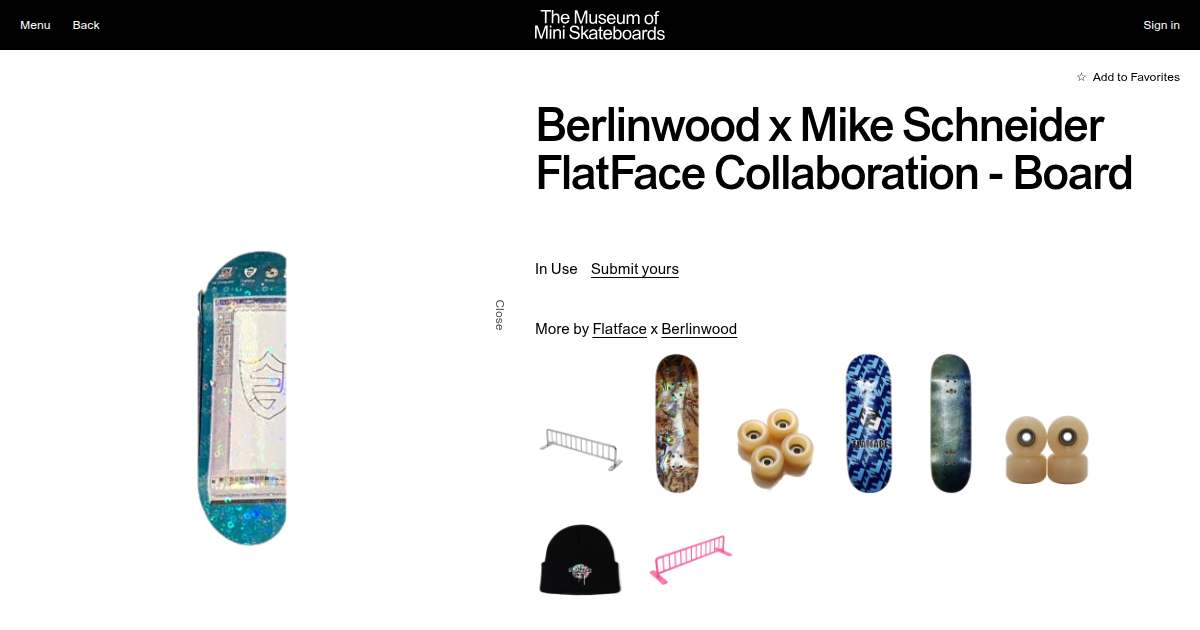 Menu
Back
The Museum of
Mini Skateboards
Sign in
☆ Add to Favorites
Berlinwood x Mike Schneider
FlatFace Collaboration - Board
In Use Submit yours
Close
More by Flatface x Berlinwood
FLATFACE